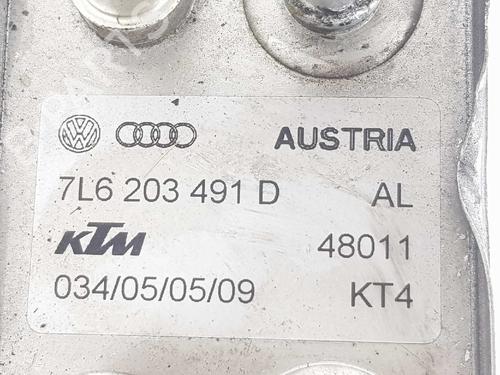 AUSTRIA
7L6 203 491 D AL
KTM 48011
034/05/05/09 KT4